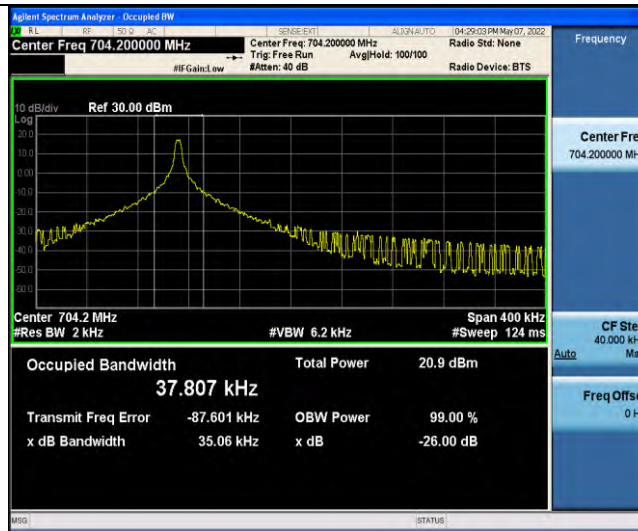 Agilent Spectrum Analyzer - Occupied BW
RL RF 50 Ω AC SENSE:EXT ALIGN AUTO 04:29:03 PM May 07, 2022
Center Freq 704.200000 MHz
Center Freq: 704.200000 MHz Radio Std: None
Trig: Free Run Avg|Hold: 100/100
#IFGain:Low #Atten: 40 dB Radio Device: BTS
Frequency
10 dB/div Ref 30.00 dBm
Log
20.0
10.0
0.00
-10.0
-20.0
-30.0
-40.0
-50.0
-60.0
Center 704.2 MHz Span 400 kHz
#Res BW 2 kHz #VBW 6.2 kHz #Sweep 124 ms
Occupied Bandwidth Total Power 20.9 dBm
37.807 kHz
Transmit Freq Error -87.601 kHz OBW Power 99.00 %
x dB Bandwidth 35.06 kHz x dB -26.00 dB
Center Fre
704.200000 MH
CF Ste
40.000 kH
Auto Ma
Freq Offse
0 H
MSG STATUS